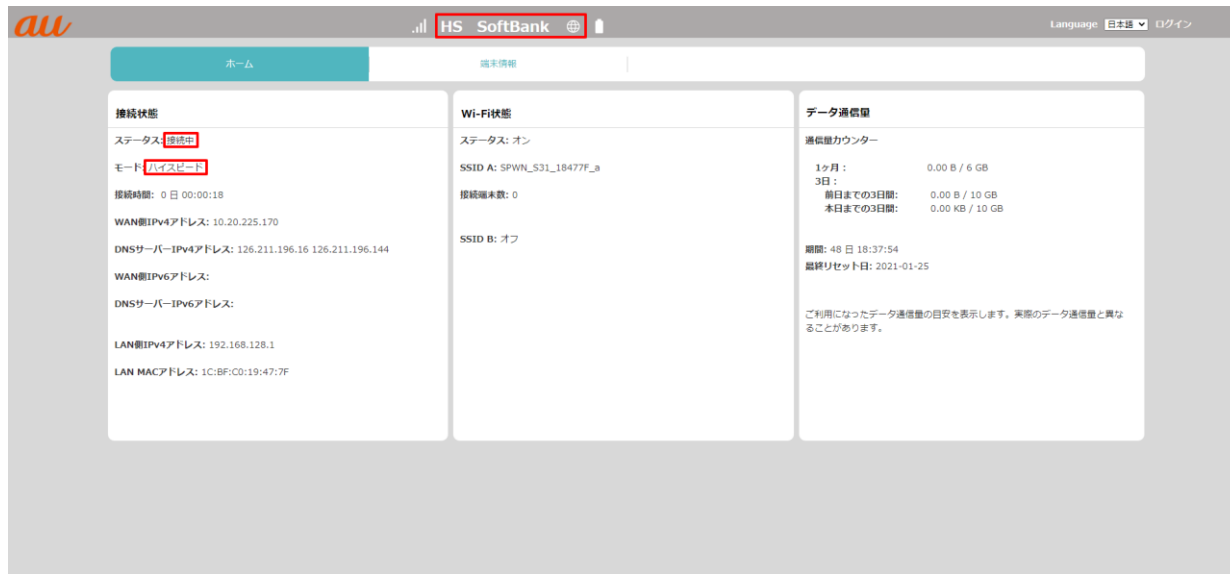 au
HS SoftBank
Language 日本語 ログイン
ホーム
端末情報
接続状態
ステータス: 接続中
モード: ハイスピード
接続時間: 0 日 00:00:18
WAN側IPv4アドレス: 10.20.225.170
DNSサーバーIPv4アドレス: 126.211.196.16 126.211.196.144
WAN側IPv6アドレス:
DNSサーバーIPv6アドレス:
LAN側IPv4アドレス: 192.168.128.1
LAN MACアドレス: 1C:BF:C0:19:47:7F
Wi-Fi状態
ステータス: オン
SSID A: SPWN_S31_18477F_a
接続端末数: 0
SSID B: オフ
データ通信量
通信量カウンター
1ヶ月: 0.00 B / 6 GB
3日:
前日までの3日間: 0.00 B / 10 GB
本日までの3日間: 0.00 KB / 10 GB
期間: 48 日 18:37:54
最終リセット日: 2021-01-25
ご利用になったデータ通信量の目安を表示します。実際のデータ通信量と異な
ることがあります。